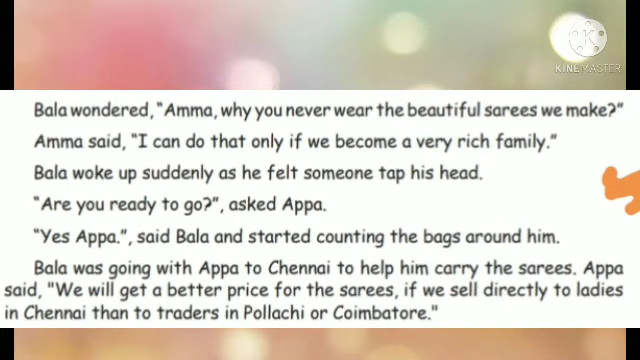 KINEMASTER
Bala wondered, "Amma, why you never wear the beautiful sarees we make?"
Amma said, "I can do that only if we become a very rich family."
Bala woke up suddenly as he felt someone tap his head.
"Are you ready to go?", asked Appa.
"Yes Appa.", said Bala and started counting the bags around him.
Bala was going with Appa to Chennai to help him carry the sarees. Appa
said, "We will get a better price for the sarees, if we sell directly to ladies
in Chennai than to traders in Pollachi or Coimbatore."